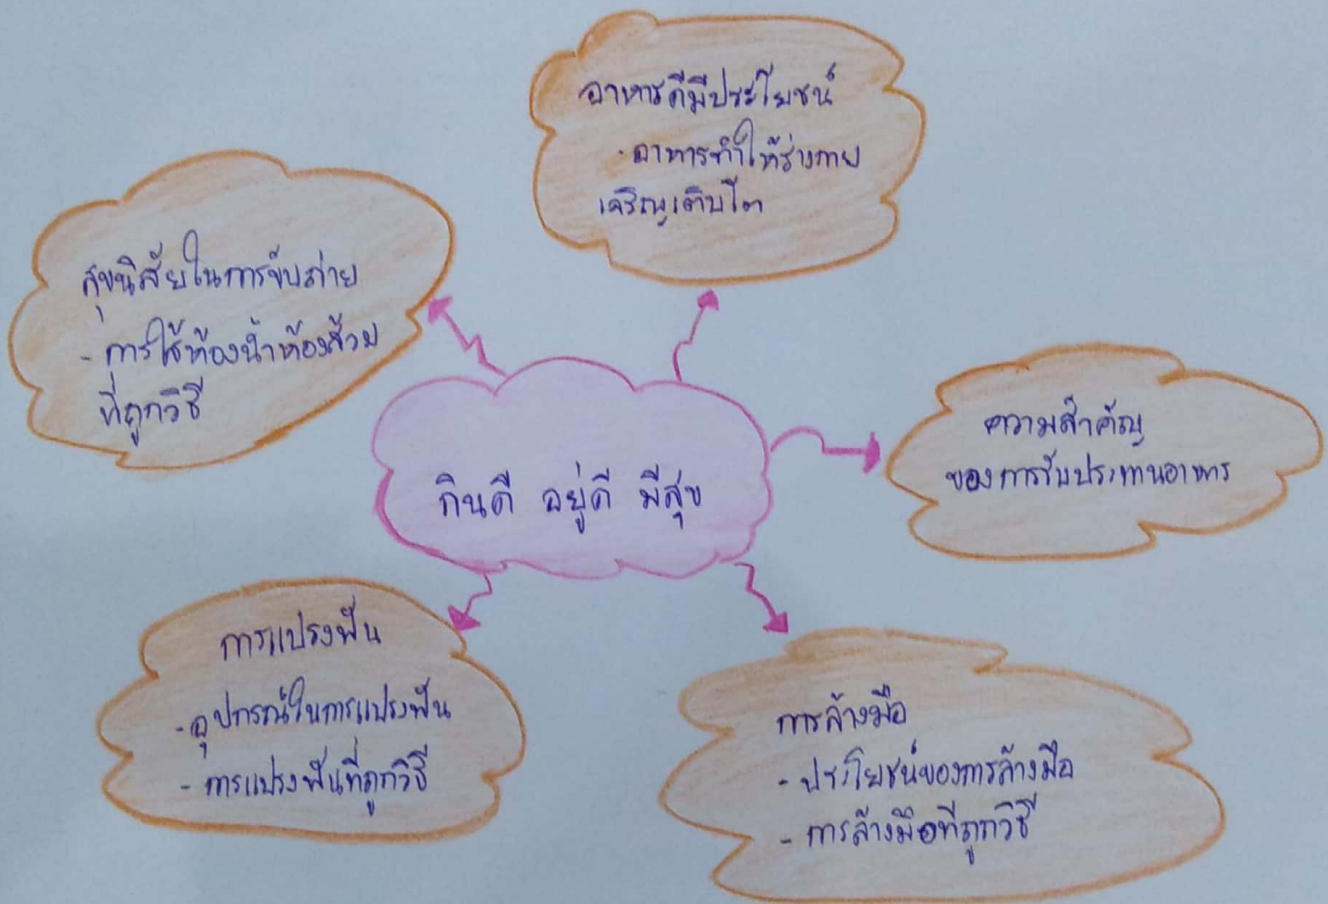 อาหารดีมีประโยชน์
- อาหารทำให้ร่างกาย
เจริญเติบโต
สุขนิสัยในการขับถ่าย
- การใช้ห้องน้ำห้องส้วม
ที่ถูกวิธี
กินดี อยู่ดี มีสุข
ความสำคัญ
ของการรับประทานอาหาร
การแปรงฟัน
- อุปกรณ์ในการแปรงฟัน
- การแปรงฟันที่ถูกวิธี
การล้างมือ
- ประโยชน์ของการล้างมือ
- การล้างมือที่ถูกวิธี